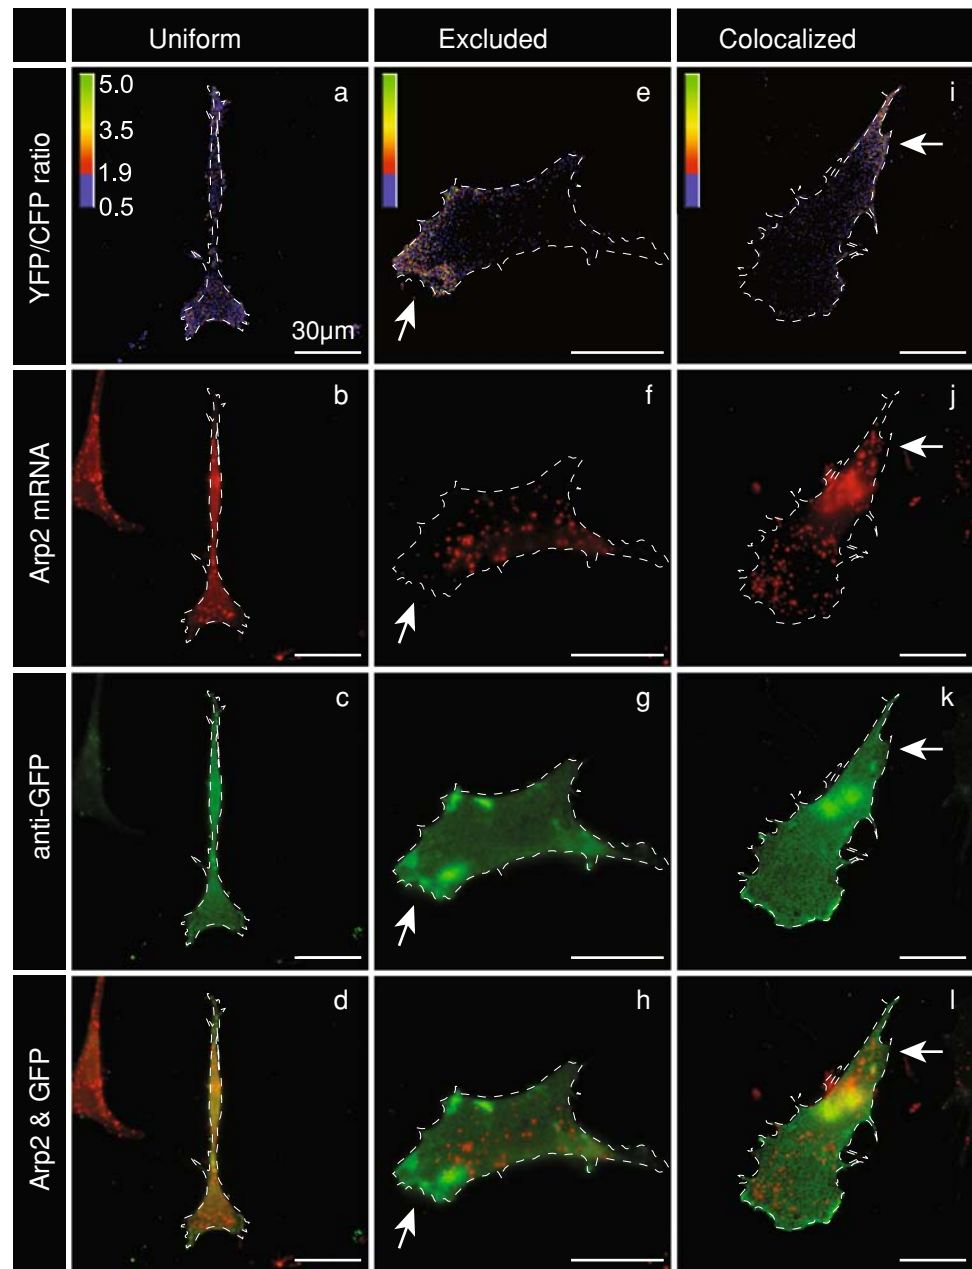 Uniform Excluded Colocalized
YFP/CFP ratio
5.0
3.5
1.9
0.5
a
30µm
e
i
Arp2 mRNA
b
f
j
anti-GFP
c
g
k
Arp2 & GFP
d
h
l